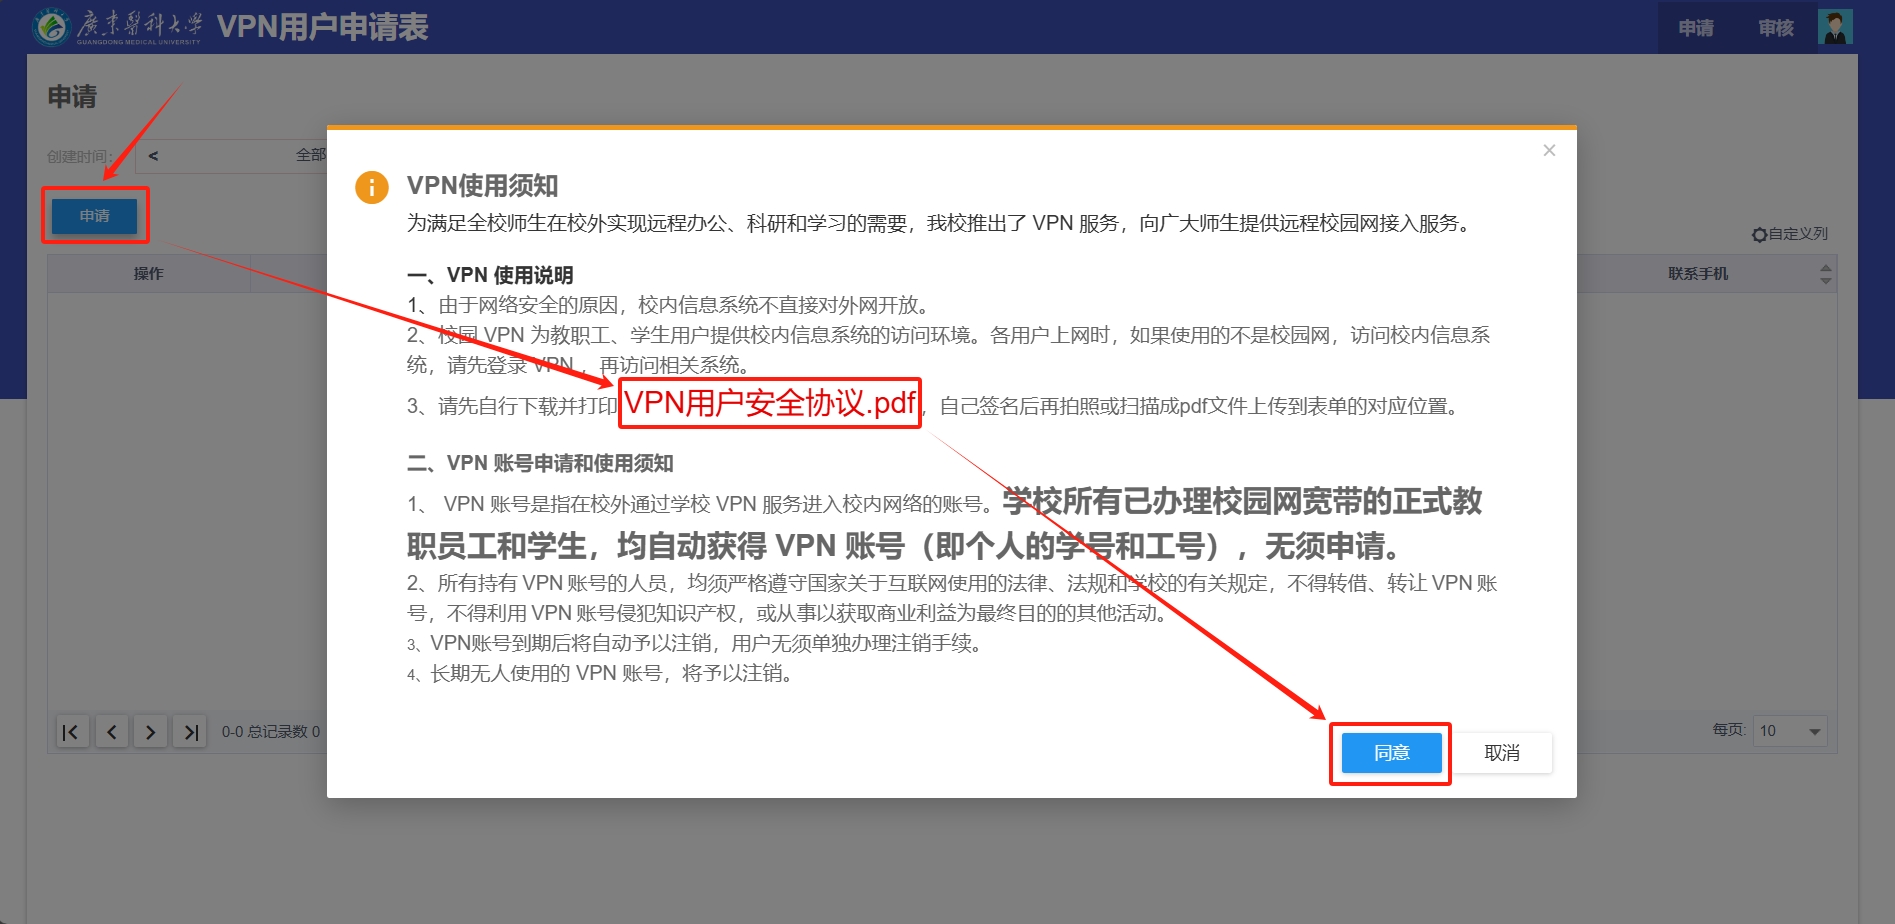 廣東醫科大學
GUANGDONG MEDICAL UNIVERSITY
VPN用户申请表
申请
审核
申请
创建时间：
<
全部
申请
自定义列
操作
联系手机
VPN使用须知
为满足全校师生在校外实现远程办公、科研和学习的需要，我校推出了 VPN 服务，向广大师生提供远程校园网接入服务。
一、VPN 使用说明
1、由于网络安全的原因，校内信息系统不直接对外网开放。
2、校园 VPN 为教职工、学生用户提供校内信息系统的访问环境。各用户上网时，如果使用的不是校园网，访问校内信息系
统，请先登录 VPN ，再访问相关系统。
3、请先自行下载并打印VPN用户安全协议.pdf，自己签名后再拍照或扫描成pdf文件上传到表单的对应位置。
二、VPN 账号申请和使用须知
1、 VPN 账号是指在校外通过学校 VPN 服务进入校内网络的账号。学校所有已办理校园网宽带的正式教
职员工和学生，均自动获得 VPN 账号（即个人的学号和工号），无须申请。
2、所有持有 VPN 账号的人员，均须严格遵守国家关于互联网使用的法律、法规和学校的有关规定，不得转借、转让 VPN 账
号，不得利用 VPN 账号侵犯知识产权，或从事以获取商业利益为最终目的的其他活动。
3、VPN账号到期后将自动予以注销，用户无须单独办理注销手续。
4、长期无人使用的 VPN 账号，将予以注销。
同意
取消
0-0 总记录数 0
每页:
10